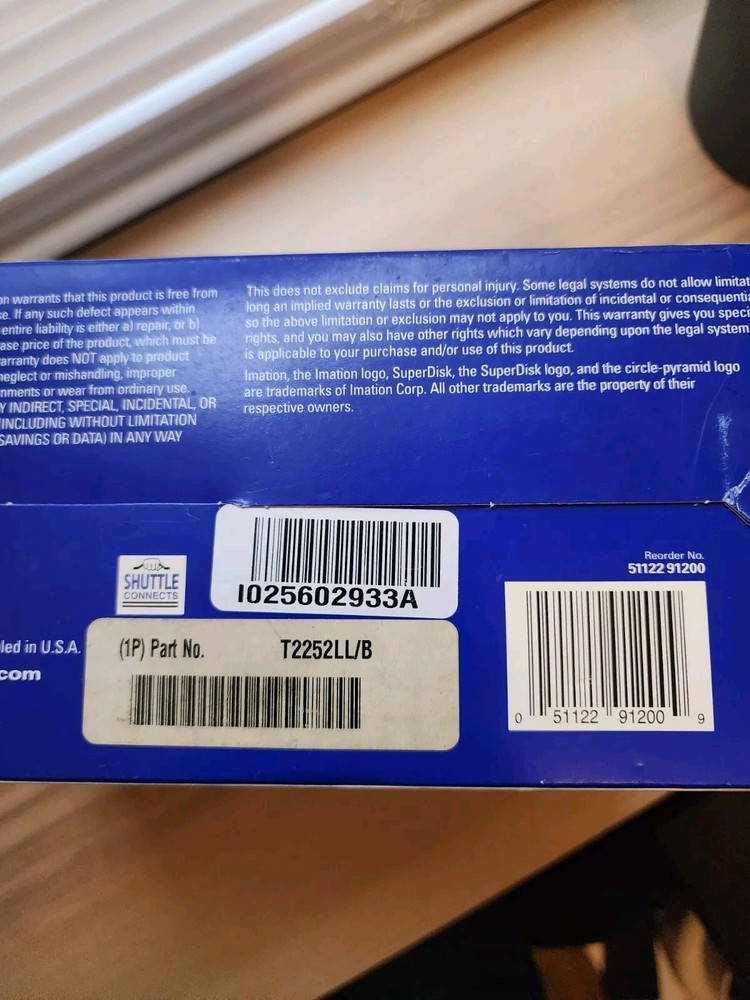 on warrants that this product is free from
se. If any such defect appears within
entire liability is either a) repair, or b)
ase price of the product, which must be
arranty does NOT apply to product
neglect or mishandling, improper
nments or wear from ordinary use.
Y INDIRECT, SPECIAL, INCIDENTAL, OR
INCLUDING WITHOUT LIMITATION
SAVINGS OR DATA) IN ANY WAY
This does not exclude claims for personal injury. Some legal systems do not allow limitat
long an implied warranty lasts or the exclusion or limitation of incidental or consequenti
so the above limitation or exclusion may not apply to you. This warranty gives you speci
rights, and you may also have other rights which vary depending upon the legal system
is applicable to your purchase and/or use of this product.
Imation, the Imation logo, SuperDisk, the SuperDisk logo, and the circle-pyramid logo
are trademarks of Imation Corp. All other trademarks are the property of their
respective owners.
SHUTTLE
CONNECTS
I025602933A
Reorder No.
51122 91200
led in U.S.A.
com
(1P) Part No. T2252LL/B
0 51122 91200 9